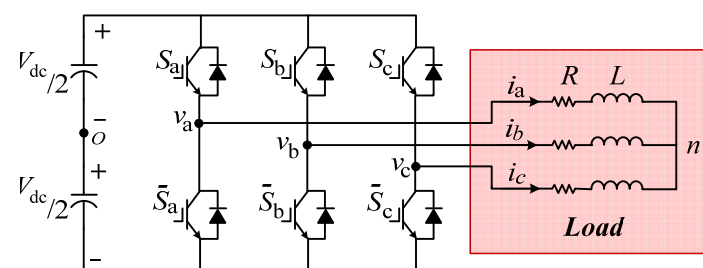 +
S̄a S̄b S̄c
Vdc/2
−
o
+
Vdc/2
−
Sa
Sb
Sc
va
vb
vc
ia
R
L
ib
ic
n
Load